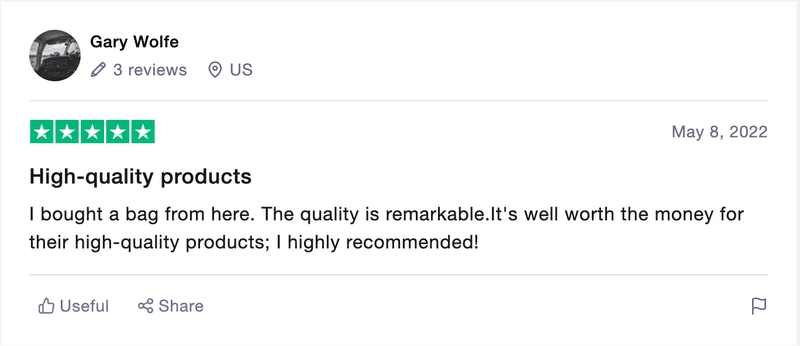 Gary Wolfe
3 reviews US
May 8, 2022
High-quality products
I bought a bag from here. The quality is remarkable.It's well worth the money for
their high-quality products; I highly recommended!
Useful Share